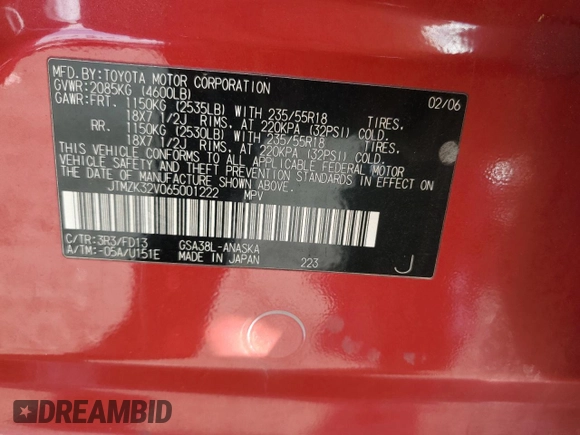 MFD.BY:TOYOTA MOTOR CORPORATION 02/06
GVWR:2085KG (4600LB)
GAWR:FRT. 1150KG (2535LB) WITH 235/55R18 TIRES,
18X7 1/2J RIMS, AT 220KPA (32PSI) COLD.
RR. 1150KG (2530LB) WITH 235/55R18 TIRES,
18X7 1/2J RIMS, AT 220KPA (32PSI) COLD.
THIS VEHICLE CONFORMS TO ALL APPLICABLE FEDERAL MOTOR
VEHICLE SAFETY AND THEFT PREVENTION STANDARDS IN EFFECT ON
THE DATE OF MANUFACTURE SHOWN ABOVE.
JTMZK32V065001222 MPV
C/TR:3R3/FD13 GSA38L-ANASKA
A/TM:-05A/U151E MADE IN JAPAN 223 J
DREAMBID